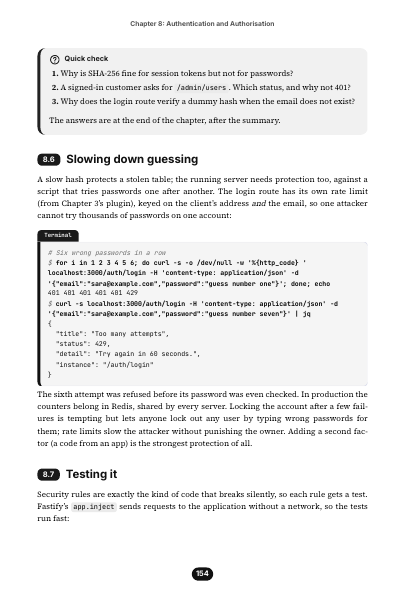 Chapter 8: Authentication and Authorisation
? Quick check
1. Why is SHA-256 fine for session tokens but not for passwords?
2. A signed-in customer asks for /admin/users. Which status, and why not 401?
3. Why does the login route verify a dummy hash when the email does not exist?
The answers are at the end of the chapter, after the summary.
8.6 Slowing down guessing
A slow hash protects a stolen table; the running server needs protection too, against a
script that tries passwords one after another. The login route has its own rate limit
(from Chapter 3's plugin), keyed on the client's address and the email, so one attacker
cannot try thousands of passwords on one account:
Terminal
# Six wrong passwords in a row
$ for i in 1 2 3 4 5 6; do curl -s -o /dev/null -w '%{http_code} '
localhost:3000/auth/login -H 'content-type: application/json' -d
'{"email":"sara@example.com","password":"guess number one"}'; done; echo
401 401 401 401 401 429
$ curl -s localhost:3000/auth/login -H 'content-type: application/json' -d
'{"email":"sara@example.com","password":"guess number seven"}' | jq
{
"title": "Too many attempts",
"status": 429,
"detail": "Try again in 60 seconds.",
"instance": "/auth/login"
}
The sixth attempt was refused before its password was even checked. In production the
counters belong in Redis, shared by every server. Locking the account after a few fail-
ures is tempting but lets anyone lock out any user by typing wrong passwords for
them; rate limits slow the attacker without punishing the owner. Adding a second fac-
tor (a code from an app) is the strongest protection of all.
8.7 Testing it
Security rules are exactly the kind of code that breaks silently, so each rule gets a test.
Fastify's app.inject sends requests to the application without a network, so the tests
run fast:
154